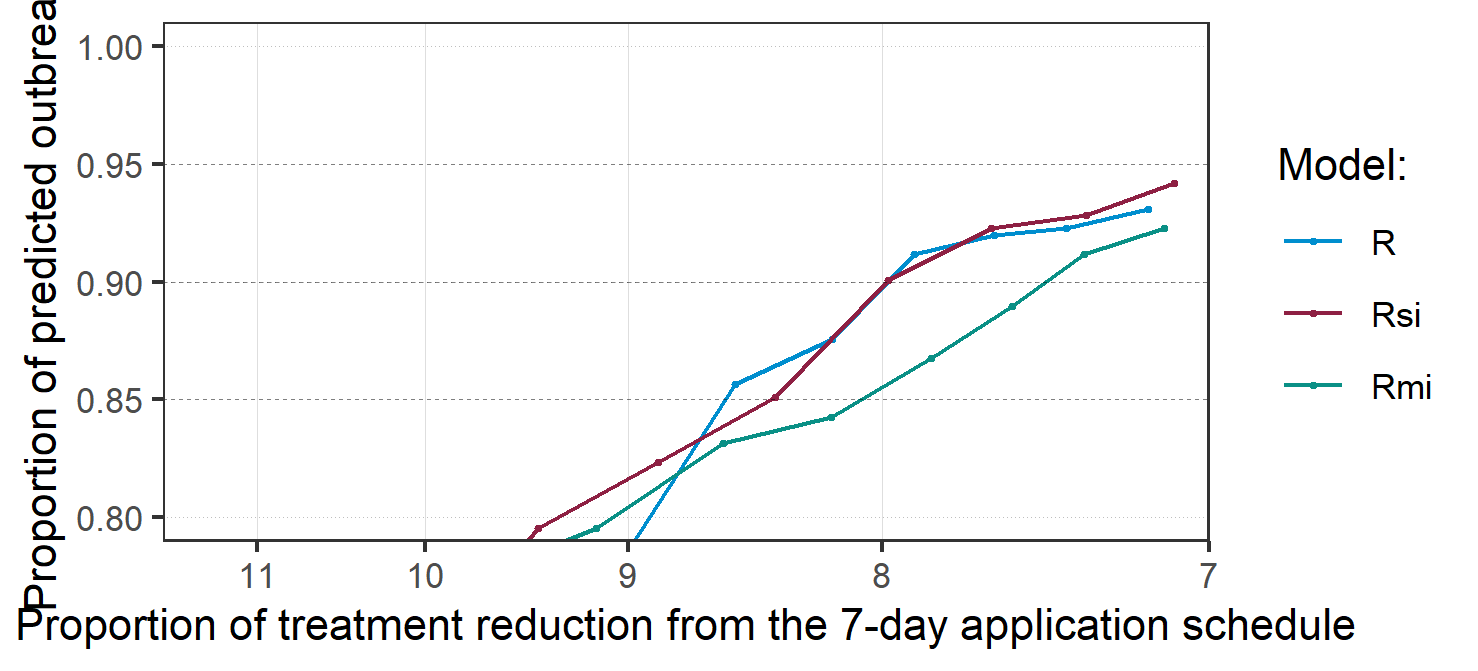 Proportion of predicted outbrea
1.00
0.95
0.90
0.85
0.80
11 10 9 8 7
Proportion of treatment reduction from the 7-day application schedule
Model:
R
Rsi
Rmi